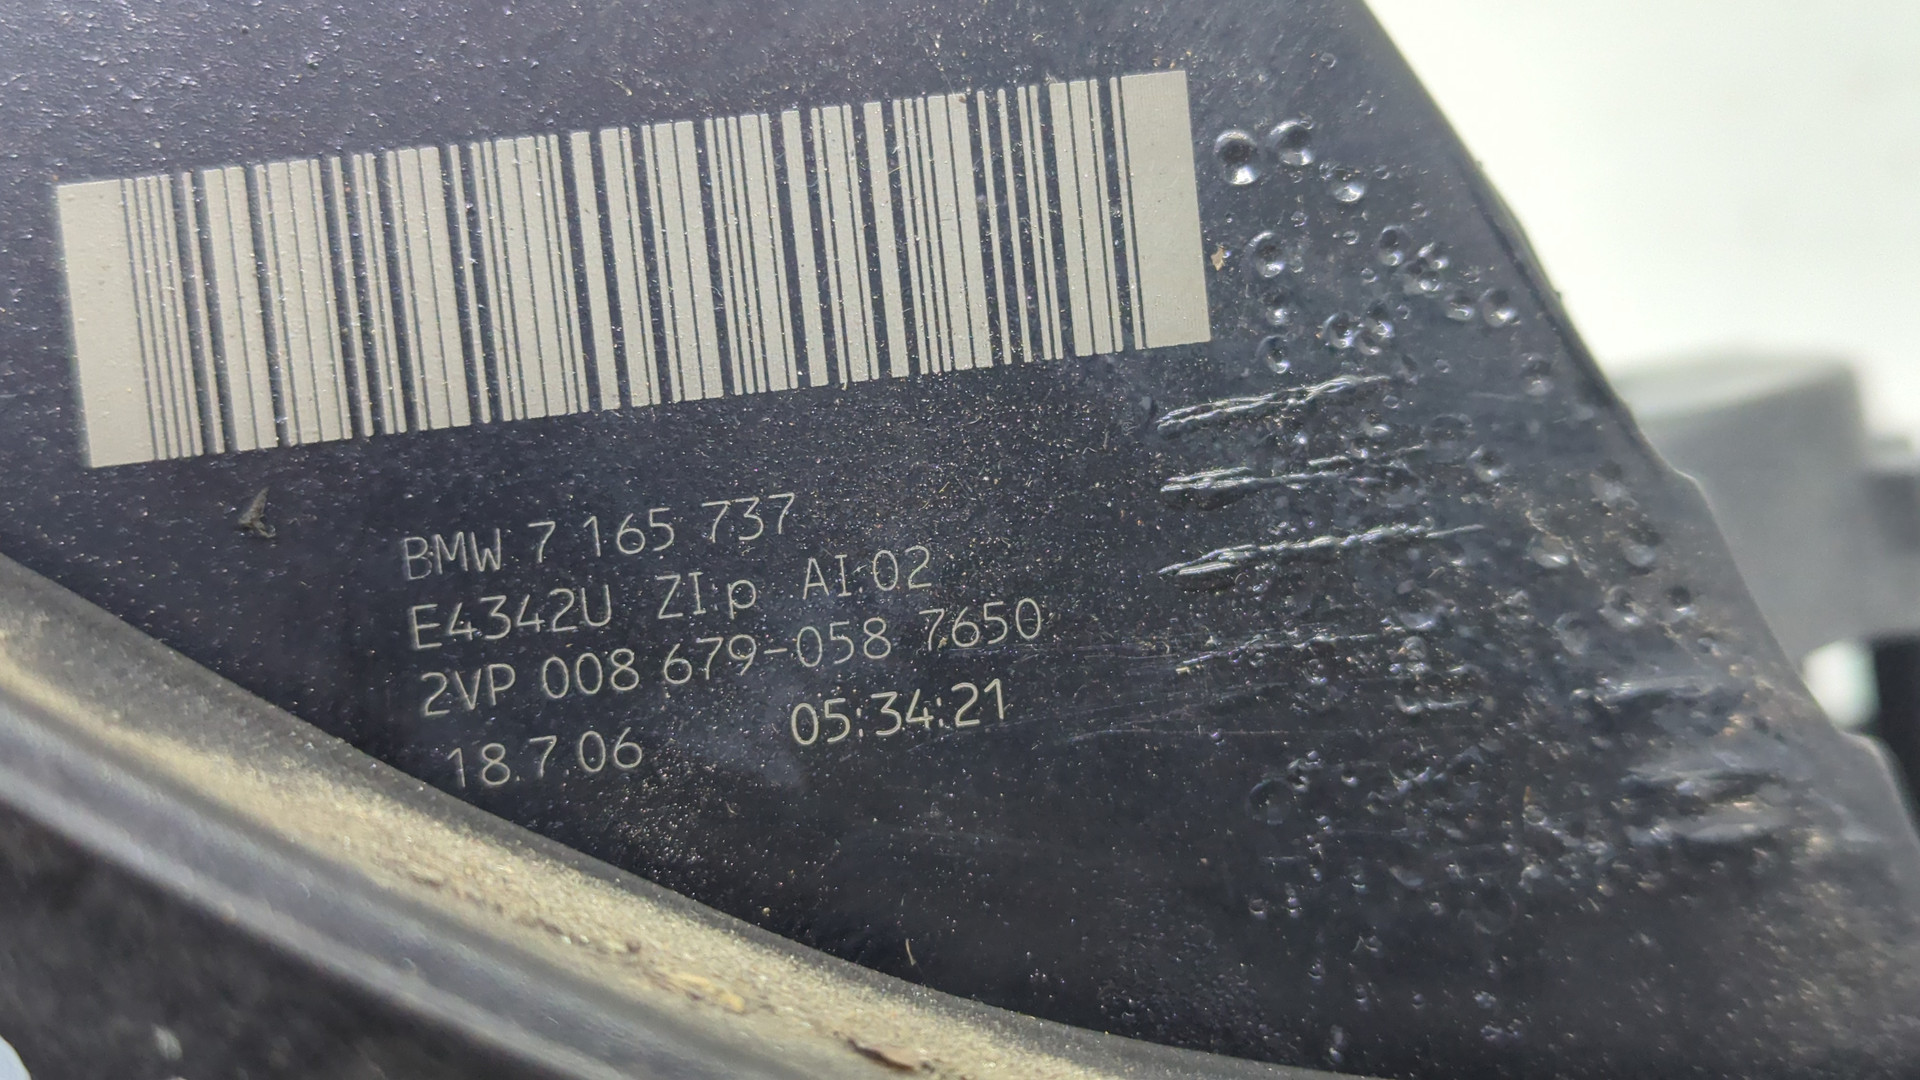 BMW 7 165 737
E4342U ZI:p AI:02
2VP 008 679-058 7650
18.7.06 05:34:21